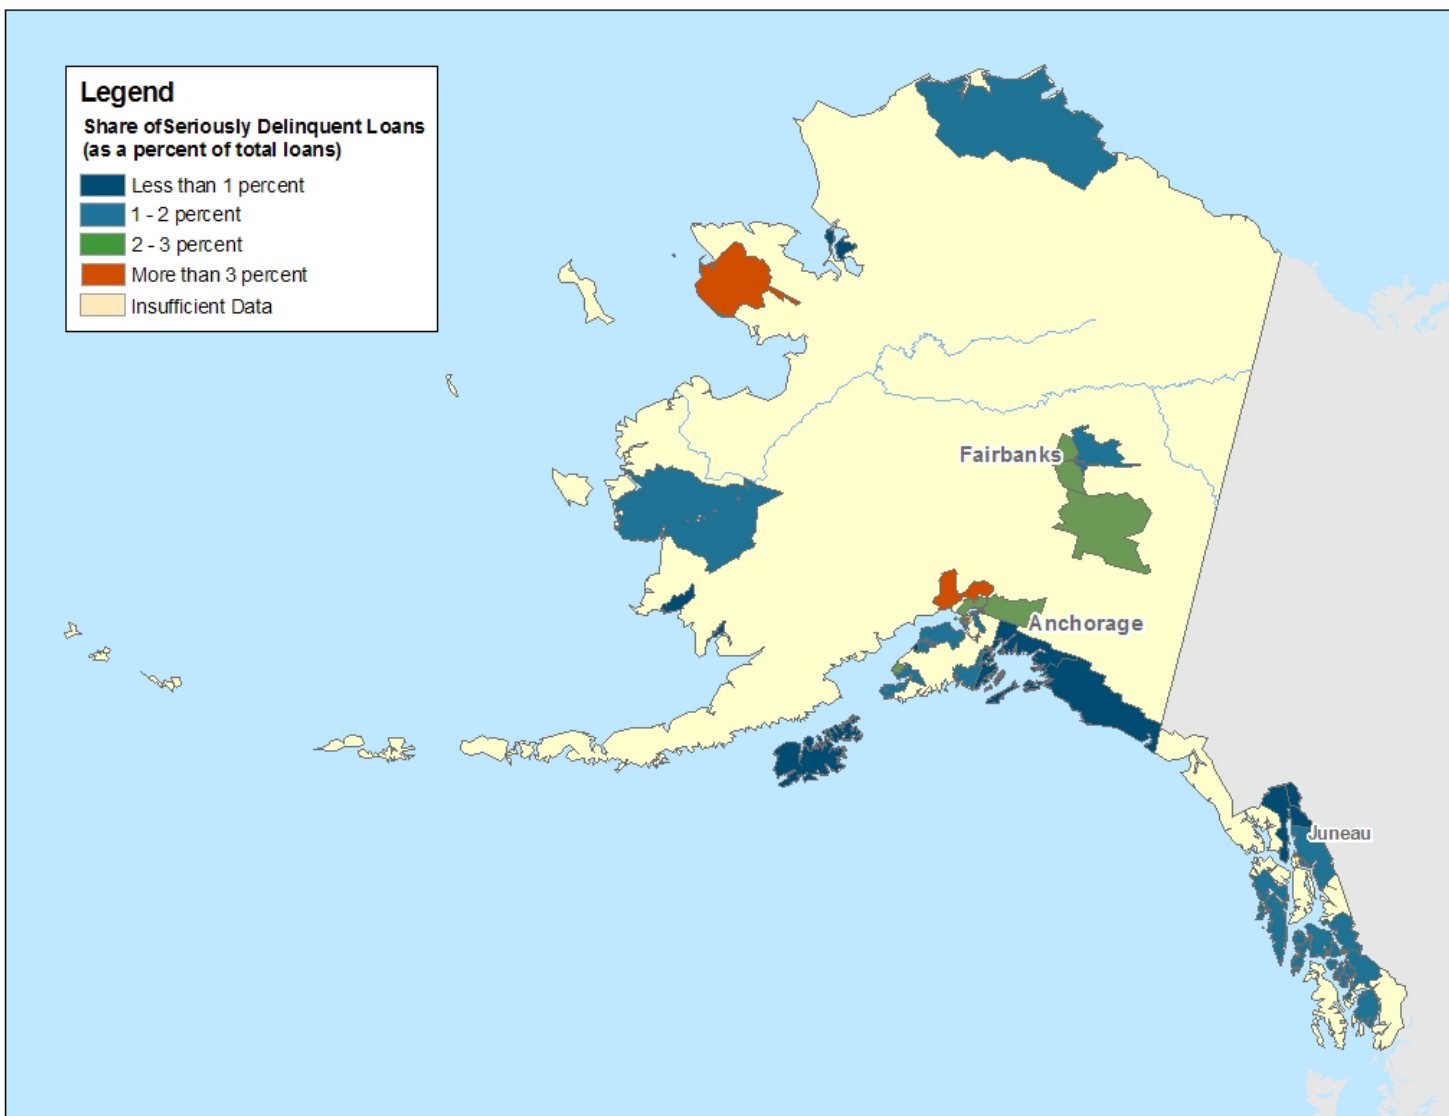 Legend
Share of Seriously Delinquent Loans
(as a percent of total loans)
Less than 1 percent
1 - 2 percent
2 - 3 percent
More than 3 percent
Insufficient Data
Fairbanks
Anchorage
Juneau